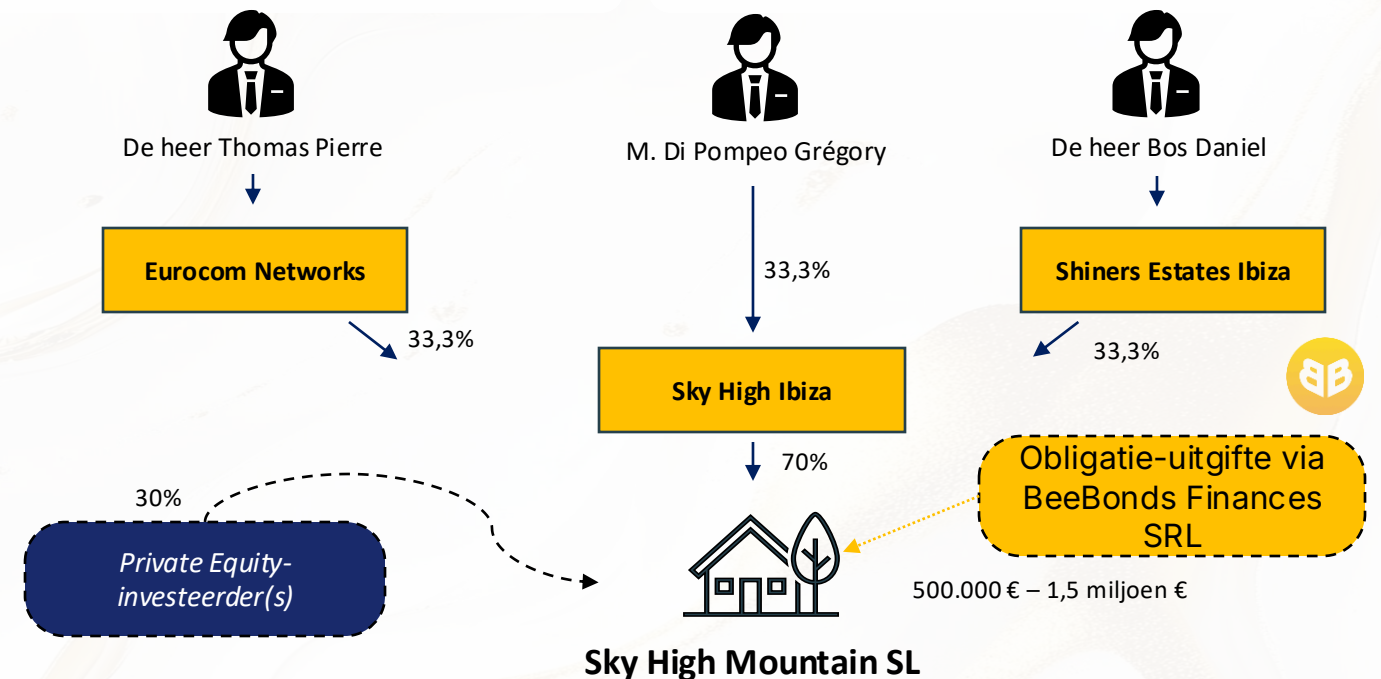 De heer Thomas Pierre
M. Di Pompeo Grégory
De heer Bos Daniel
Eurocom Networks
33,3%
Shiners Estates Ibiza
33,3%
33,3%
Sky High Ibiza
BB
70%
Obligatie-uitgifte via
BeeBonds Finances
SRL
30%
Private Equity-
investeerder(s)
500.000 € – 1,5 miljoen €
Sky High Mountain SL